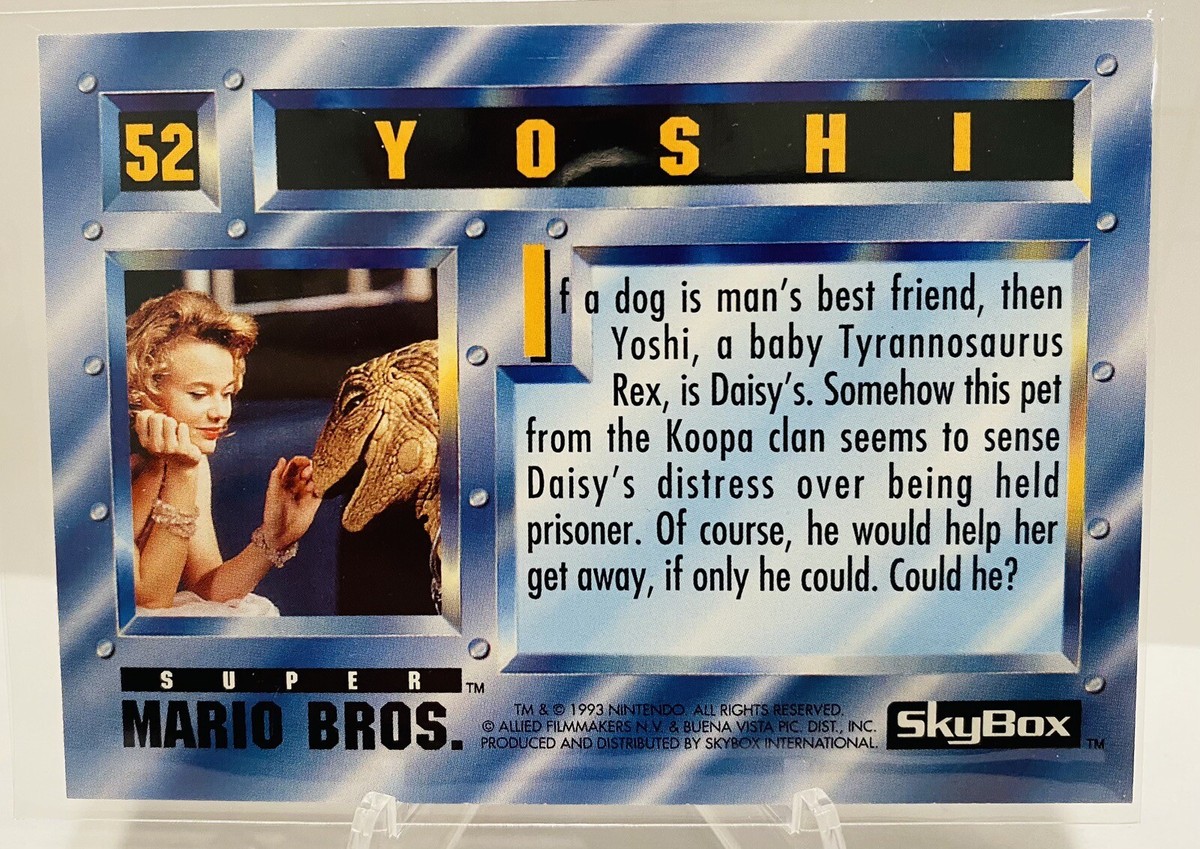 52
YOSHI
If a dog is man's best friend, then
Yoshi, a baby Tyrannosaurus
Rex, is Daisy's. Somehow this pet
from the Koopa clan seems to sense
Daisy's distress over being held
prisoner. Of course, he would help her
get away, if only he could. Could he?
SUPER TM
MARIO BROS.
TM & © 1993 NINTENDO. ALL RIGHTS RESERVED.
© ALLIED FILMMAKERS N.V. & BUENA VISTA PIC. DIST., INC.
PRODUCED AND DISTRIBUTED BY SKYBOX INTERNATIONAL.
SkyBox TM